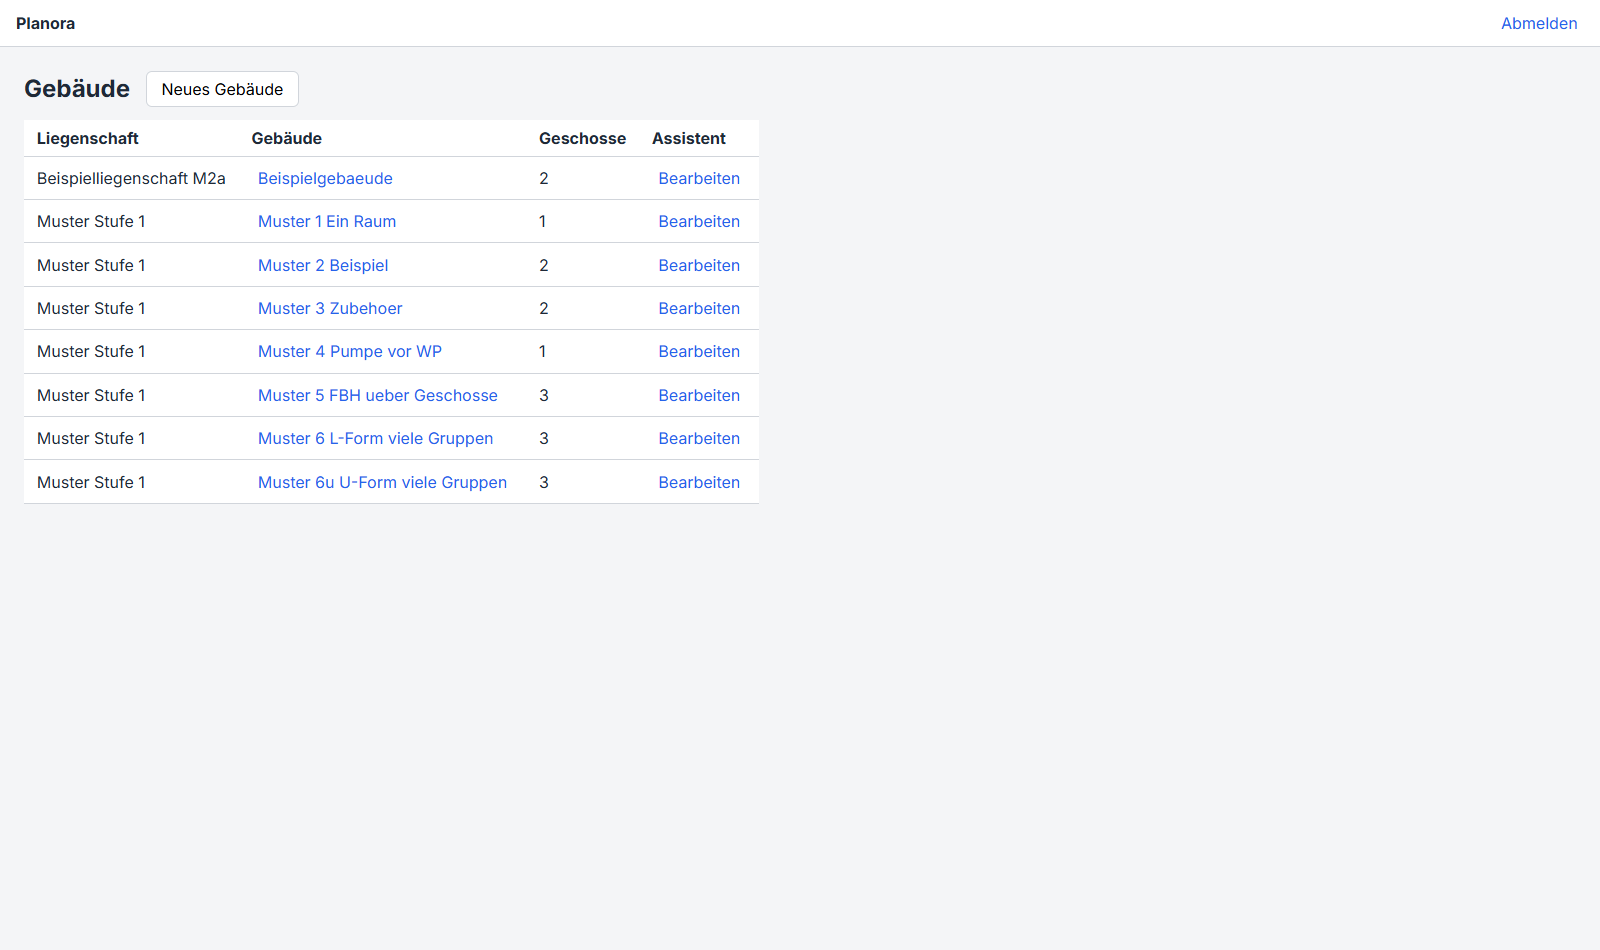 Planora Abmelden
Gebäude Neues Gebäude
Liegenschaft Gebäude Geschosse Assistent
Beispielliegenschaft M2a Beispielgebaeude 2 Bearbeiten
Muster Stufe 1 Muster 1 Ein Raum 1 Bearbeiten
Muster Stufe 1 Muster 2 Beispiel 2 Bearbeiten
Muster Stufe 1 Muster 3 Zubehoer 2 Bearbeiten
Muster Stufe 1 Muster 4 Pumpe vor WP 1 Bearbeiten
Muster Stufe 1 Muster 5 FBH ueber Geschosse 3 Bearbeiten
Muster Stufe 1 Muster 6 L-Form viele Gruppen 3 Bearbeiten
Muster Stufe 1 Muster 6u U-Form viele Gruppen 3 Bearbeiten